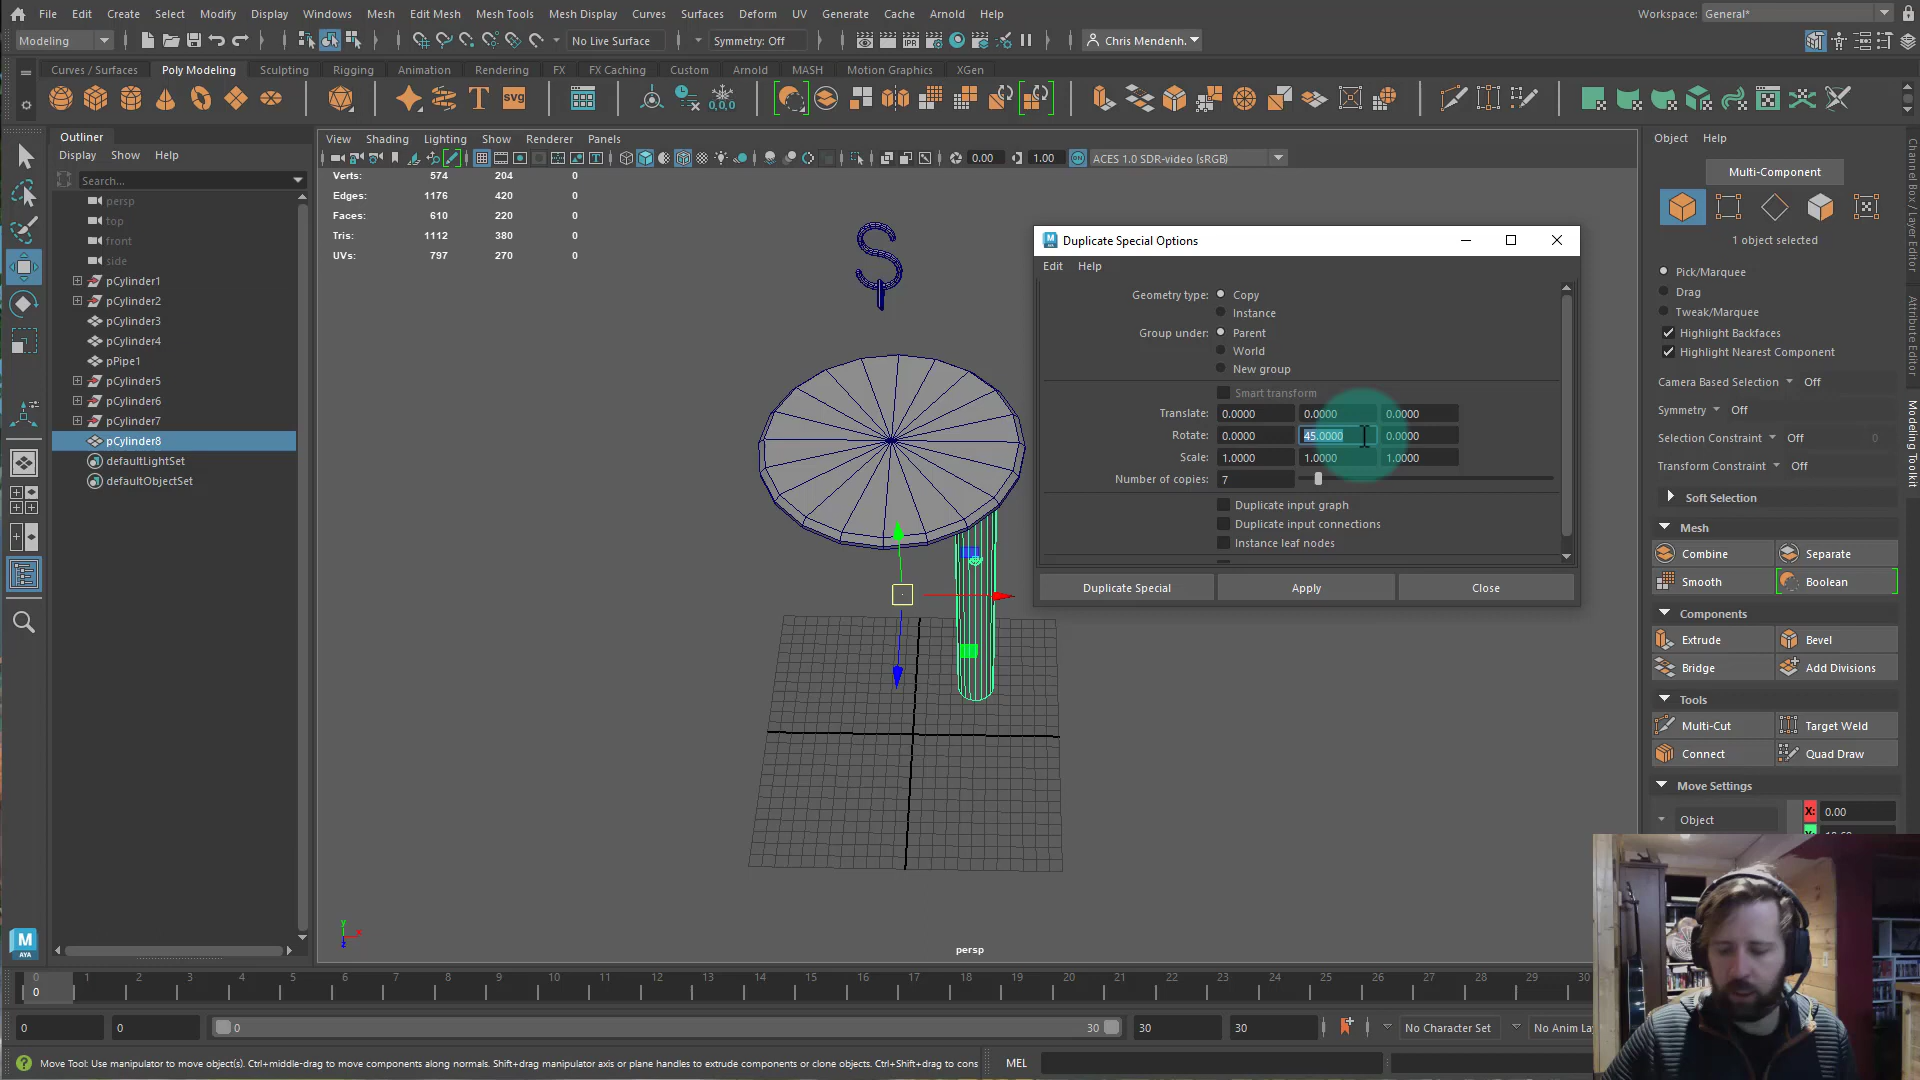 File Edit Create Select Modify Display Windows Mesh Edit Mesh Mesh Tools Mesh Display Curves Surfaces Deform UV Generate Cache Arnold Help
Workspace: General*
Modeling
No Live Surface
Symmetry: Off
Chris Mendenh.
Curves / Surfaces Poly Modeling Sculpting Rigging Animation Rendering FX FX Caching Custom Arnold MASH Motion Graphics XGen
svg
0,0,0
Outliner
Display Show Help
Search...
persp
top
front
side
pCylinder1
pCylinder2
pCylinder3
pCylinder4
pPipe1
pCylinder5
pCylinder6
pCylinder7
pCylinder8
defaultLightSet
defaultObjectSet
View Shading Lighting Show Renderer Panels
0.00
1.00
ACES 1.0 SDR-video (sRGB)
Verts: 574 204 0
Edges: 1176 420 0
Faces: 610 220 0
Tris: 1112 380 0
UVs: 797 270 0
persp
Duplicate Special Options
Edit Help
Geometry type: Copy
Instance
Group under: Parent
World
New group
Smart transform
Translate: 0.0000 0.0000 0.0000
Rotate: 0.0000 45.0000 0.0000
Scale: 1.0000 1.0000 1.0000
Number of copies: 7
Duplicate input graph
Duplicate input connections
Instance leaf nodes
Duplicate Special Apply Close
Object Help
Multi-Component
1 object selected
Pick/Marquee
Drag
Tweak/Marquee
Highlight Backfaces
Highlight Nearest Component
Camera Based Selection Off
Symmetry Off
Selection Constraint Off 0
Transform Constraint Off
Soft Selection
Mesh
Combine Separate
Smooth Boolean
Components
Extrude Bevel
Bridge Add Divisions
Tools
Multi-Cut Target Weld
Connect Quad Draw
Move Settings
Object X: 0.00
Channel Box / Layer Editor
Attribute Editor
Modeling Toolkit
M
AYA
0 1 2 3 4 5 6 7 8 9 10 11 12 13 14 15 16 17 18 19 20 21 22 23 24 25 26 27 28 29 30
0
0 0 0 30 30 30
No Character Set
No Anim La
Move Tool: Use manipulator to move object(s). Ctrl+middle-drag to move components along normals. Shift+drag manipulator axis or plane handles to extrude components or clone objects. Ctrl+Shift+drag to cons
MEL